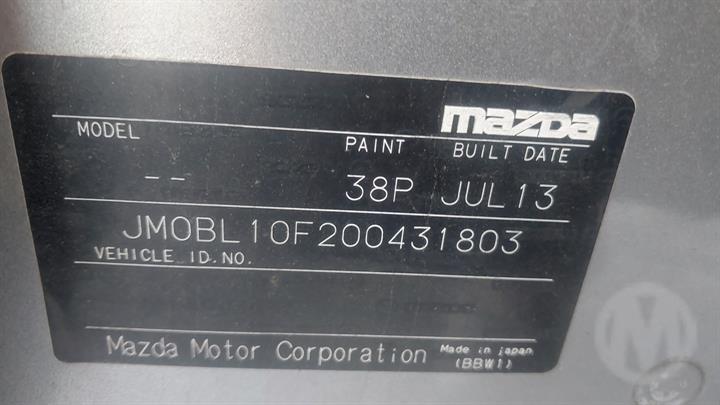 mazda
MODEL PAINT BUILT DATE
-- 38P JUL 13
JM0BL10F200431803
VEHICLE ID.NO.
Mazda Motor Corporation Made in japan
(BBW1)
M